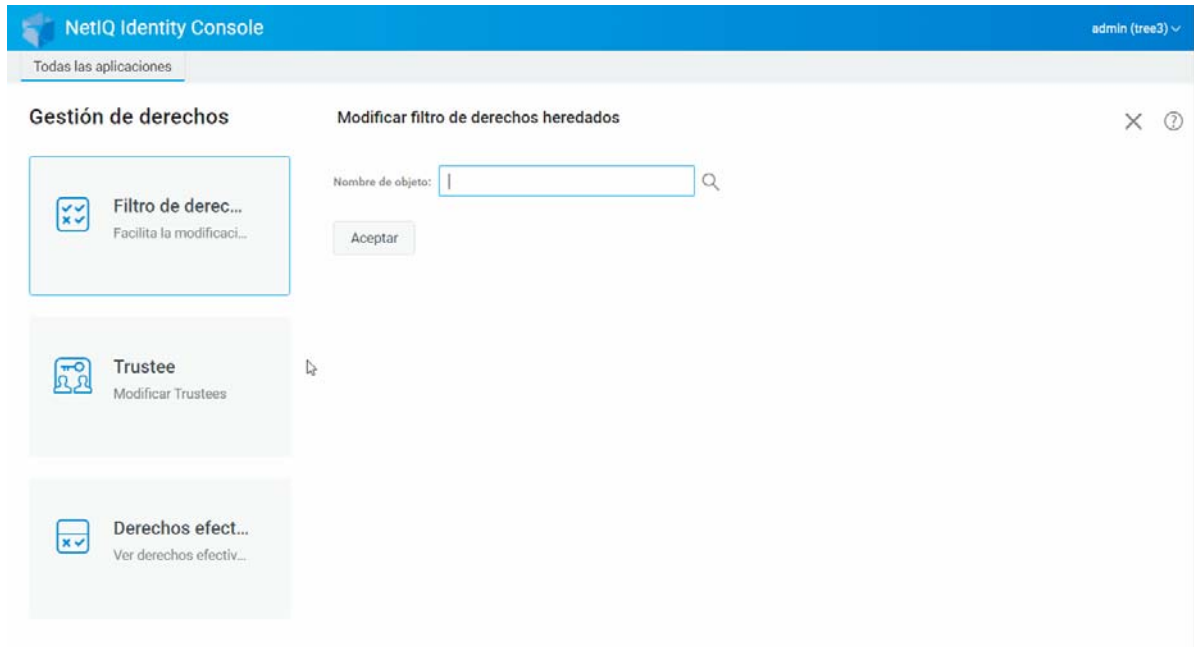 NetIQ Identity Console
admin (tree3)
Todas las aplicaciones
Gestión de derechos
Modificar filtro de derechos heredados
Nombre de objeto:
Filtro de derec...
Facilita la modificaci...
Aceptar
Trustee
Modificar Trustees
Derechos efect...
Ver derechos efectiv...